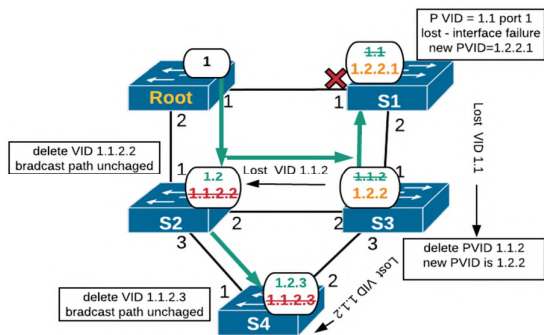 P VID = 1.1 port 1
lost - interface failure
new PVID=1.2.2.1
1
1.1
1.2.2.1
Root
1
1
S1
2
2
Lost VID 1.1
delete VID 1.1.2.2
bradcast path unchaged
1
1
1.2
1.1.2.2
Lost VID 1.1.2
1.1.2
1.2.2
S2
2
2
S3
3
3
delete PVID 1.1.2
new PVID is 1.2.2
Lost VID 1.1.2
delete VID 1.1.2.3
bradcast path unchaged
1
1.2.3
1.1.2.3
2
S4